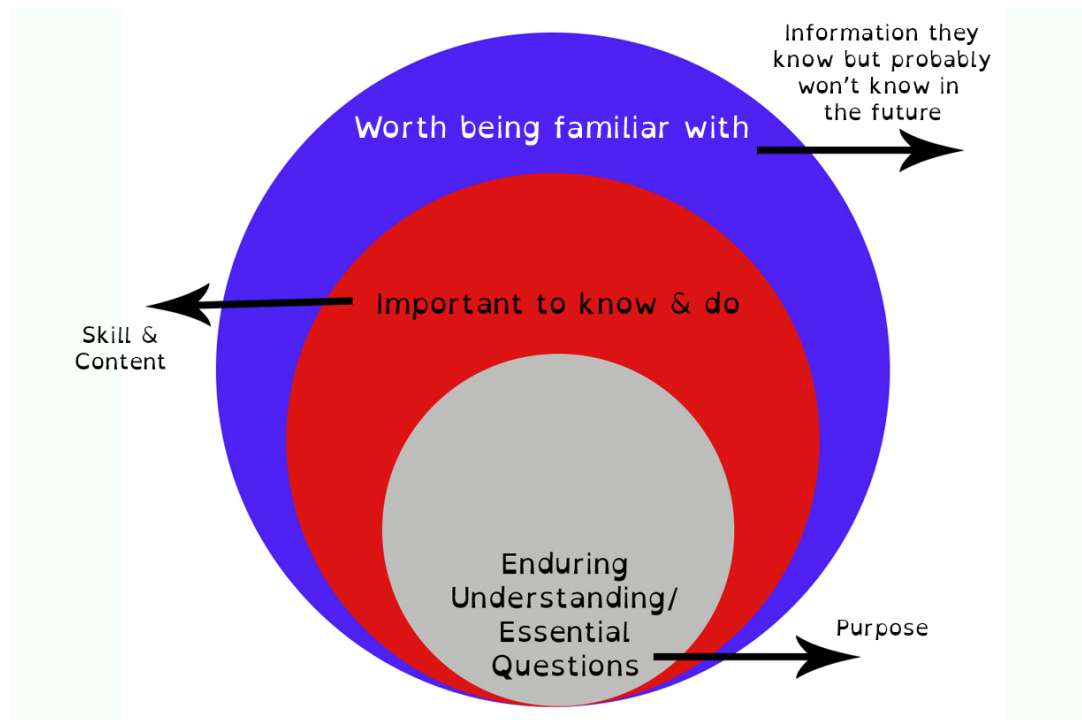 Information they
know but probably
won't know in
the future
Worth being familiar with
Important to know & do
Skill &
Content
Enduring
Understanding/
Essential
Questions
Purpose